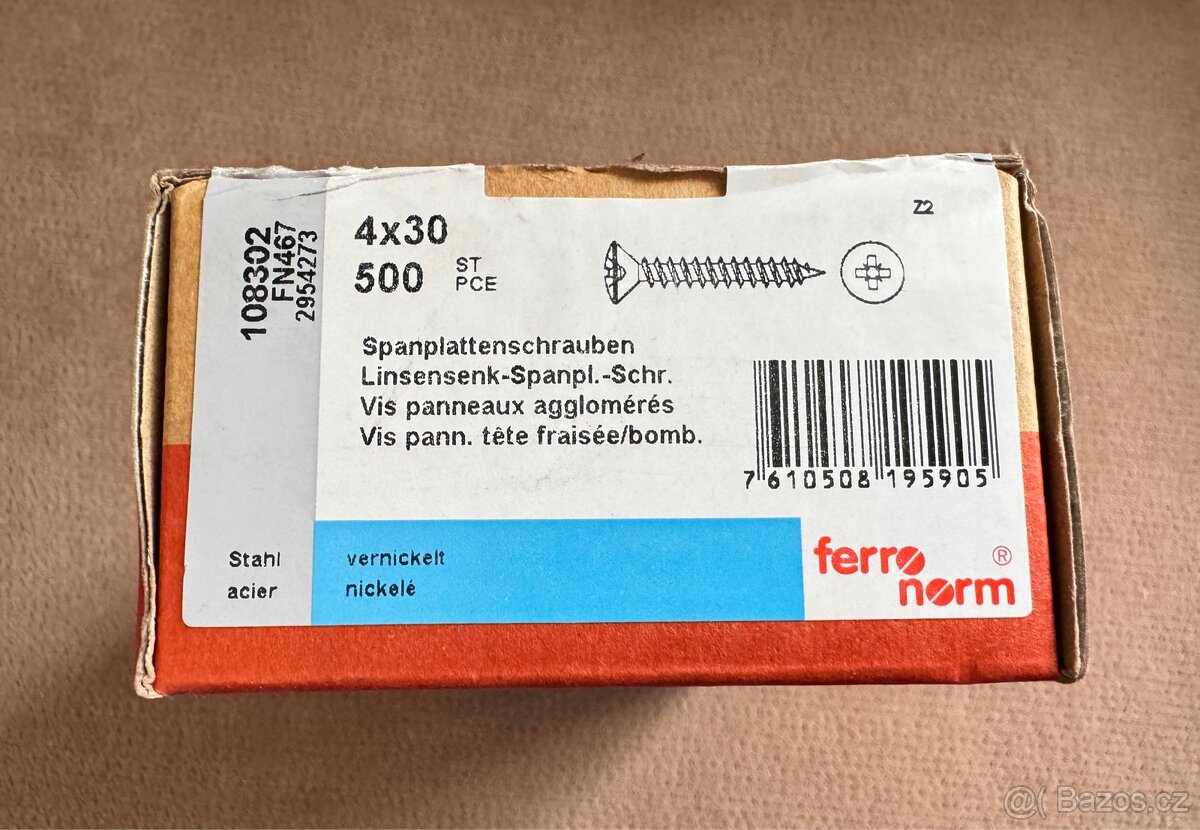 108302
FN467
2954273
4x30
500 ST PCE
Z2
Spanplattenschrauben
Linsensenk-Spanpl.-Schr.
Vis panneaux agglomérés
Vis pann. tête fraisée/bomb.
7 610508 195905
Stahl
acier
vernickelt
nickelé
ferro
norm®
@( Bazos.cz